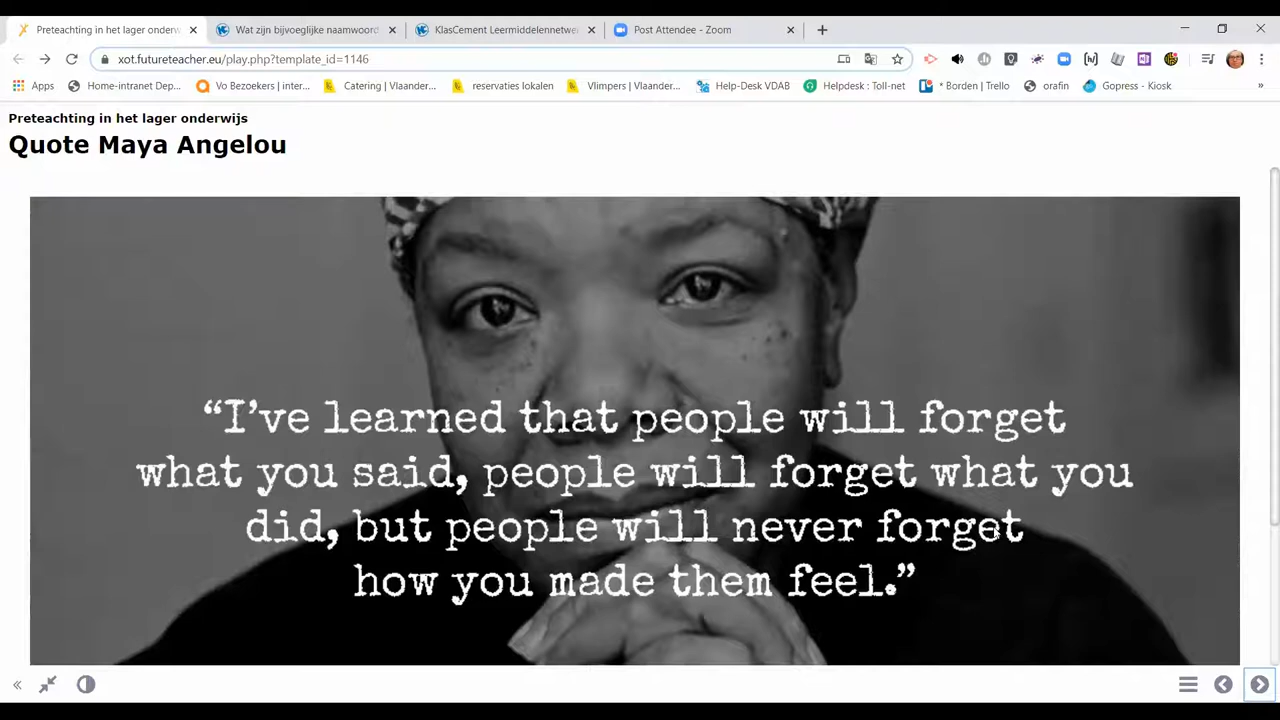 Preteachting in het lager onderw
Wat zijn bijvoeglijke naamwoord
KlasCement Leermiddelennetwe
Post Attendee - Zoom
xot.futureteacher.eu/play.php?template_id=1146
Apps
Home-intranet Dep...
Vo bezoekers | inter...
Catering | Vlaander...
reservaties lokalen
Vlimpers | Vlaander...
Help-Desk VDAB
Helpdesk : Toll-net
* Borden | Trello
orafin
Gopress - Kiosk
»
Preteachting in het lager onderwijs
Quote Maya Angelou
“I’ve learned that people will forget
what you said, people will forget what you
did, but people will never forget
how you made them feel.”